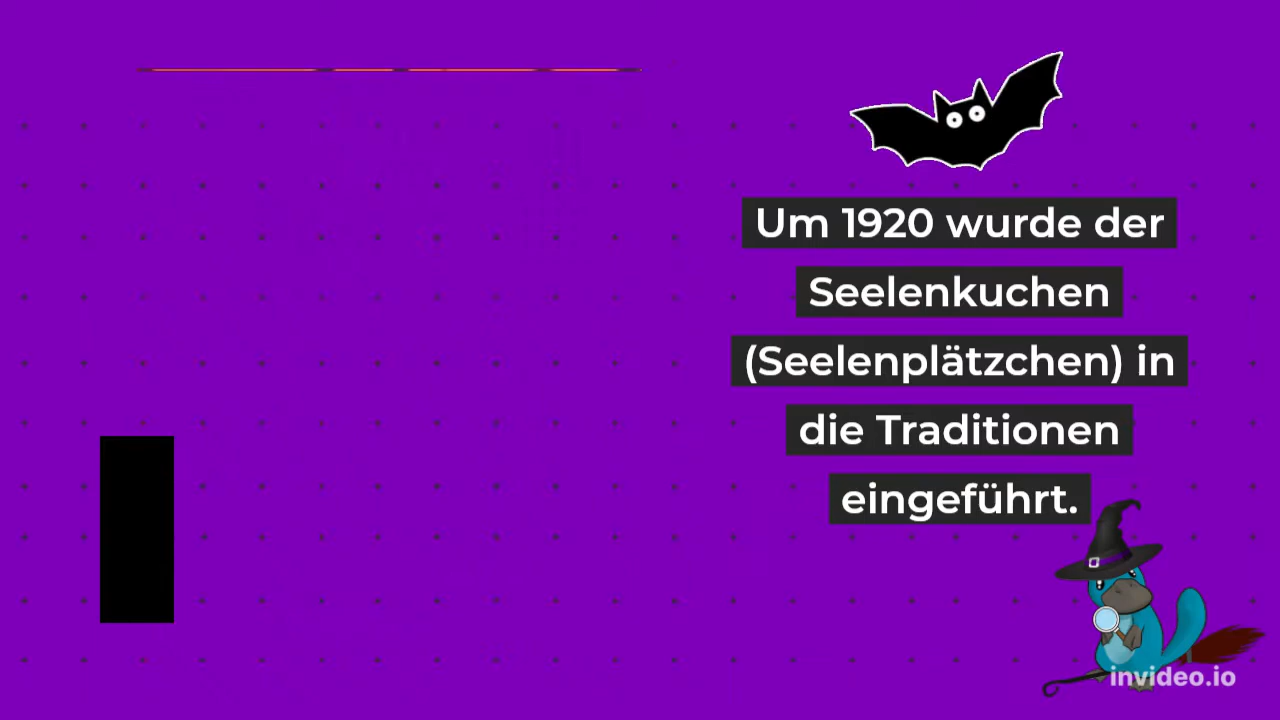 Um 1920 wurde der
Seelenkuchen
(Seelenplätzchen) in
die Traditionen
eingeführt.
invideo.io